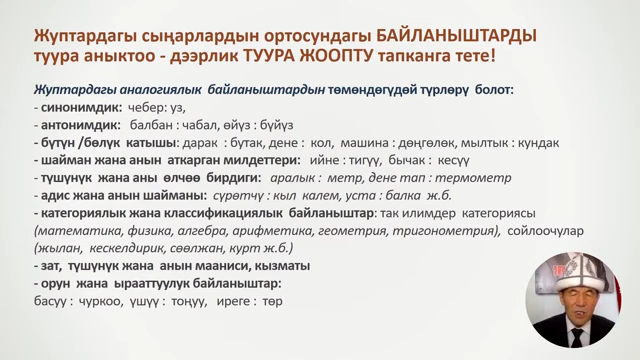 Жуптардагы сыңарлардын ортосундагы БАЙЛАНЫШТАРДЫ
туура аныктоо - дээрлик ТУУРА ЖООПТУ тапканга тете!
Жуптардагы аналогиялык байланыштардын төмөндөгүдөй түрлөрү болот:
- синонимдик: чебер: уз,
- антонимдик: балбан : чабал, өйүз : бүйүз
- бүтүн /бөлүк катышы: дарак : бутак, дене : кол, машина : дөңгөлөк, мылтык : кундак
- шайман жана анын аткарган милдеттери: ийне : тигүү, бычак : кесүү
- түшүнүк жана аны өлчөө бирдиги: аралык : метр, дене тап : термометр
- адис жана анын шайманы: сүрөтчү : кыл калем, уста : балка ж.б.
- категориялык жана классификациялык байланыштар: так илимдер категориясы
(математика, физика, алгебра, арифметика, геометрия, тригонометрия), сойлоочулар
(жылан, кескелдирик, сөөлжан, курт ж.б.)
- зат, түшүнүк жана анын мааниси, кызматы
- орун жана ырааттуулук байланыштар:
басуу : чуркоо, үшүү : тоңуу, иреге : төр